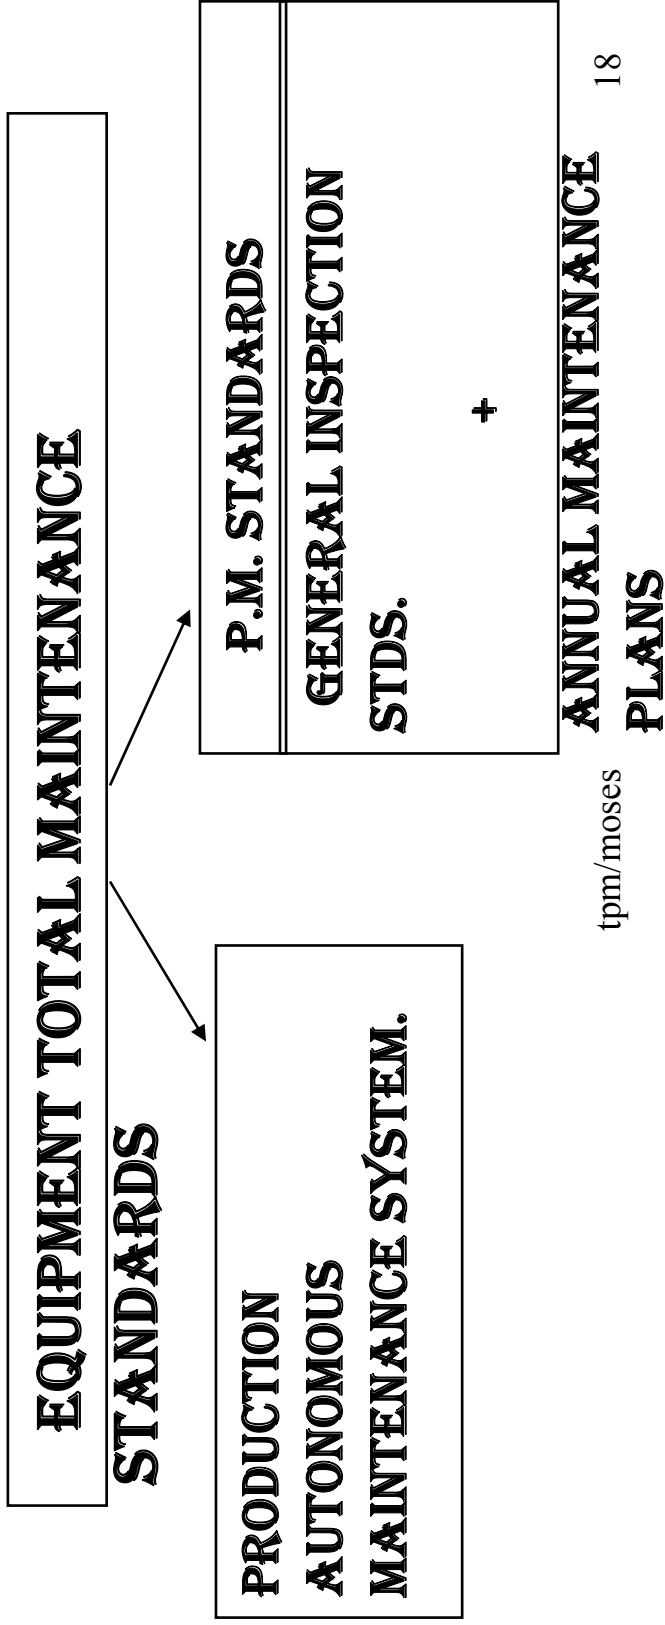 EQUIPMENT TOTAL MAINTENANCE
STANDARDS
PRODUCTION
AUTONOMOUS
MAINTENANCE SYSTEM.
P.M. STANDARDS
GENERAL INSPECTION
STDS.
+
ANNUAL MAINTENANCE
PLANS
tpm/moses
18